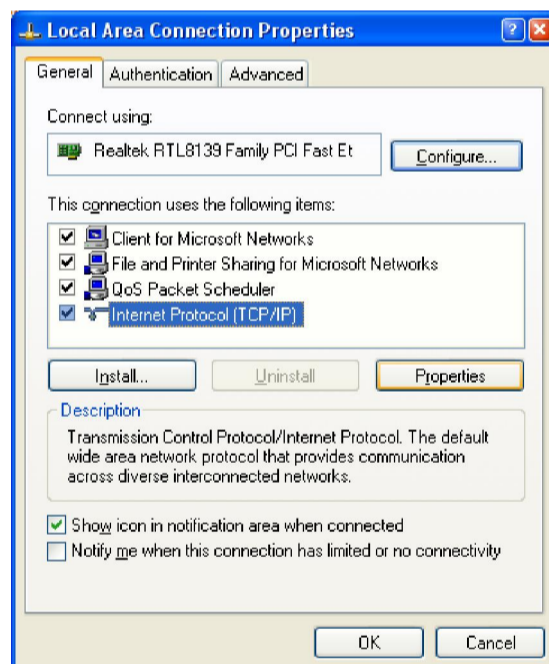 Local Area Connection Properties
General Authentication Advanced
Connect using:
Realtek RTL8139 Family PCI Fast Et
Configure...
This connection uses the following items:
Client for Microsoft Networks
File and Printer Sharing for Microsoft Networks
QoS Packet Scheduler
Internet Protocol (TCP/IP)
Install... Uninstall Properties
Description
Transmission Control Protocol/Internet Protocol. The default
wide area network protocol that provides communication
across diverse interconnected networks.
Show icon in notification area when connected
Notify me when this connection has limited or no connectivity
OK Cancel